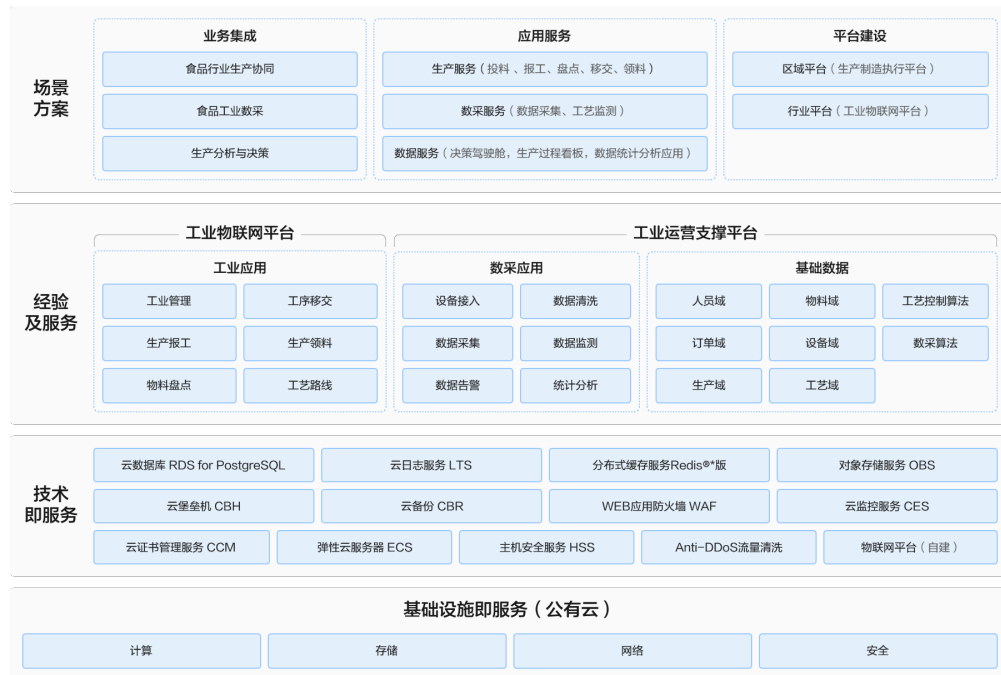 场景
方案
业务集成
食品行业生产协同
食品工业数采
生产分析与决策
应用服务
生产服务(投料 、报工、盘点、移交、领料)
数采服务(数据采集、工艺监测)
数据服务(决策驾驶舱,生产过程看板,数据统计分析应用)
平台建设
区域平台(生产制造执行平台)
行业平台(工业物联网平台)
经验
及服务
工业物联网平台
工业应用
工业管理
工序移交
生产报工
生产领料
物料盘点
工艺路线
工业运营支撑平台
数采应用
设备接入
数据清洗
数据采集
数据监测
数据告警
统计分析
基础数据
人员域
物料域
工艺控制算法
订单域
设备域
数采算法
生产域
工艺域
技术
即服务
云数据库 RDS for PostgreSQL
云日志服务 LTS
分布式缓存服务Redis®*版
对象存储服务 OBS
云堡垒机 CBH
云备份 CBR
WEB应用防火墙 WAF
云监控服务 CES
云证书管理服务 CCM
弹性云服务器 ECS
主机安全服务 HSS
Anti-DDoS流量清洗
物联网平台(自建)
基础设施即服务(公有云)
计算
存储
网络
安全